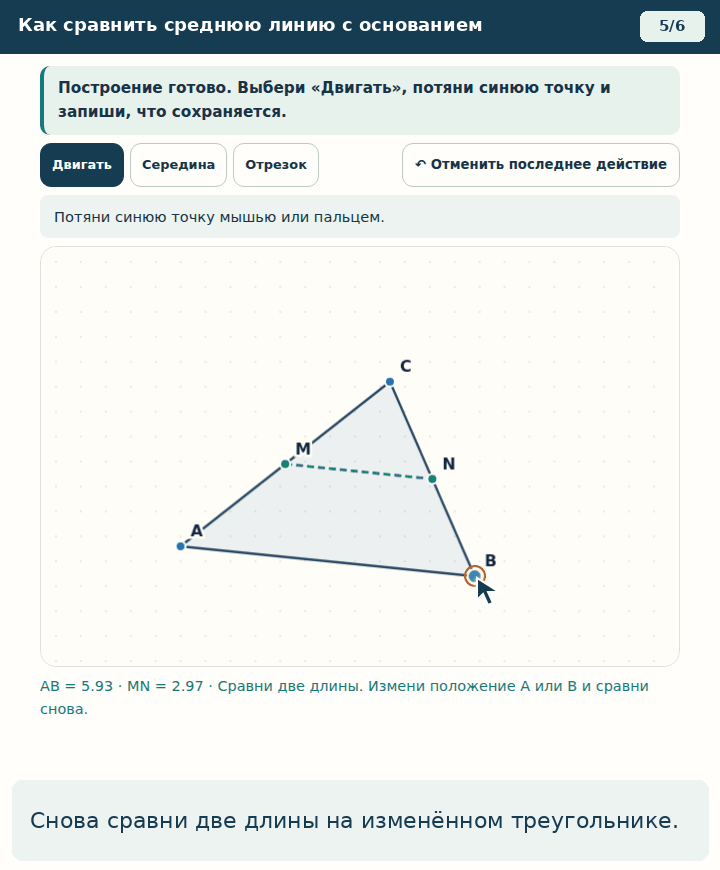 Как сравнить среднюю линию с основанием
5/6
Построение готово. Выбери «Двигать», потяни синюю точку и
запиши, что сохраняется.
Двигать
Середина
Отрезок
↶ Отменить последнее действие
Потяни синюю точку мышью или пальцем.
C
M
N
A
B
AB = 5.93 · MN = 2.97 · Сравни две длины. Измени положение A или B и сравни
снова.
Снова сравни две длины на изменённом треугольнике.